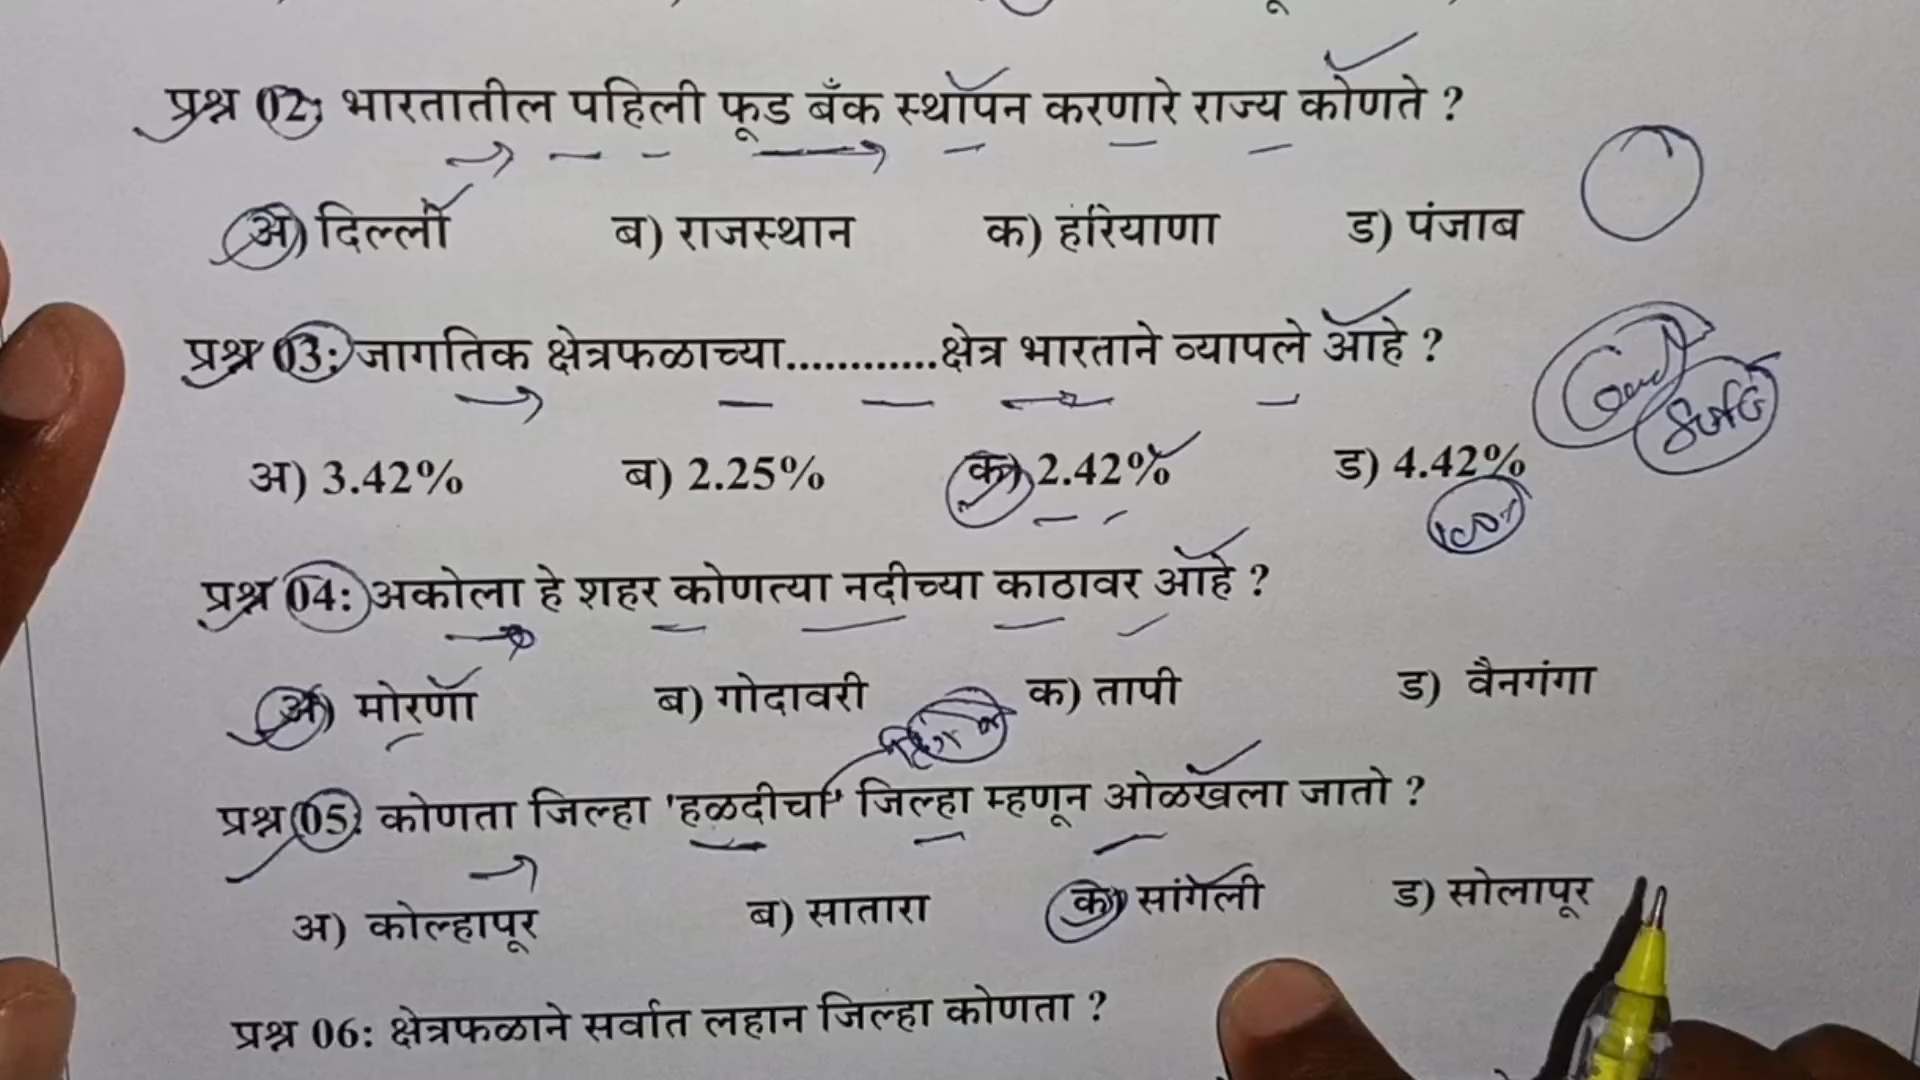 प्रश्न 02: भारतातील पहिली फूड बँक स्थापन करणारे राज्य कोणते ?
अ) दिल्ली ब) राजस्थान क) हरियाणा ड) पंजाब
प्रश्न 03: जागतिक क्षेत्रफळाच्या............क्षेत्र भारताने व्यापले आहे ?
अ) 3.42% ब) 2.25% क) 2.42% ड) 4.42%
प्रश्न 04: अकोला हे शहर कोणत्या नदीच्या काठावर आहे ?
अ) मोरणा ब) गोदावरी क) तापी ड) वैनगंगा
प्रश्न 05: कोणता जिल्हा 'हळदीचा' जिल्हा म्हणून ओळखला जातो ?
अ) कोल्हापूर ब) सातारा क) सांगली ड) सोलापूर
प्रश्न 06: क्षेत्रफळाने सर्वात लहान जिल्हा कोणता ?